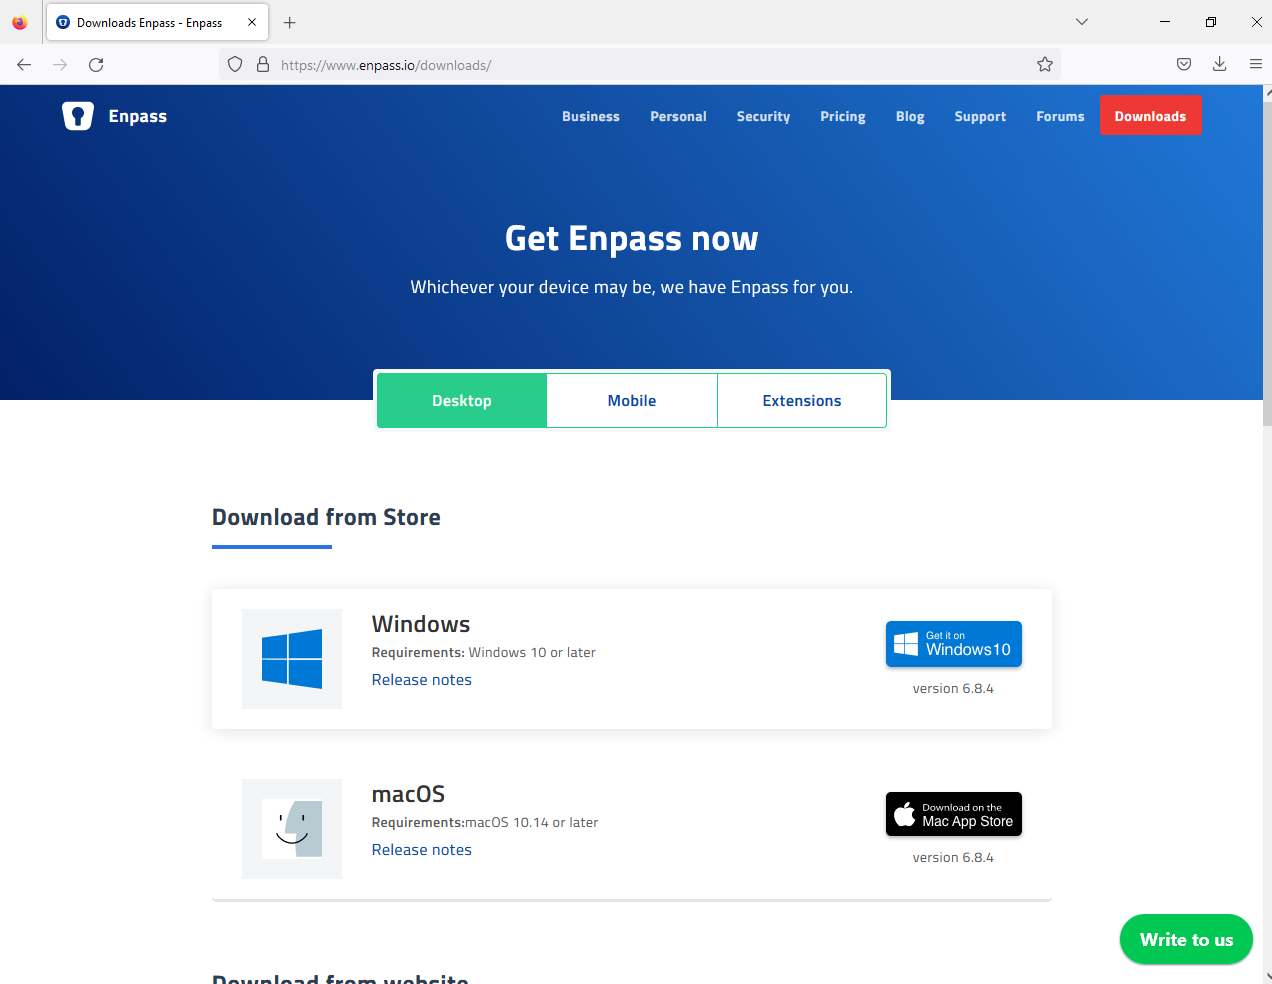 Downloads Enpass - Enpass
https://www.enpass.io/downloads/
Enpass
Business
Personal
Security
Pricing
Blog
Support
Forums
Downloads
Get Enpass now
Whichever your device may be, we have Enpass for you.
Desktop
Mobile
Extensions
Download from Store
Windows
Requirements: Windows 10 or later
Release notes
Get it on
Windows10
version 6.8.4
macOS
Requirements:macOS 10.14 or later
Release notes
Download on the
Mac App Store
version 6.8.4
Write to us
Download from website